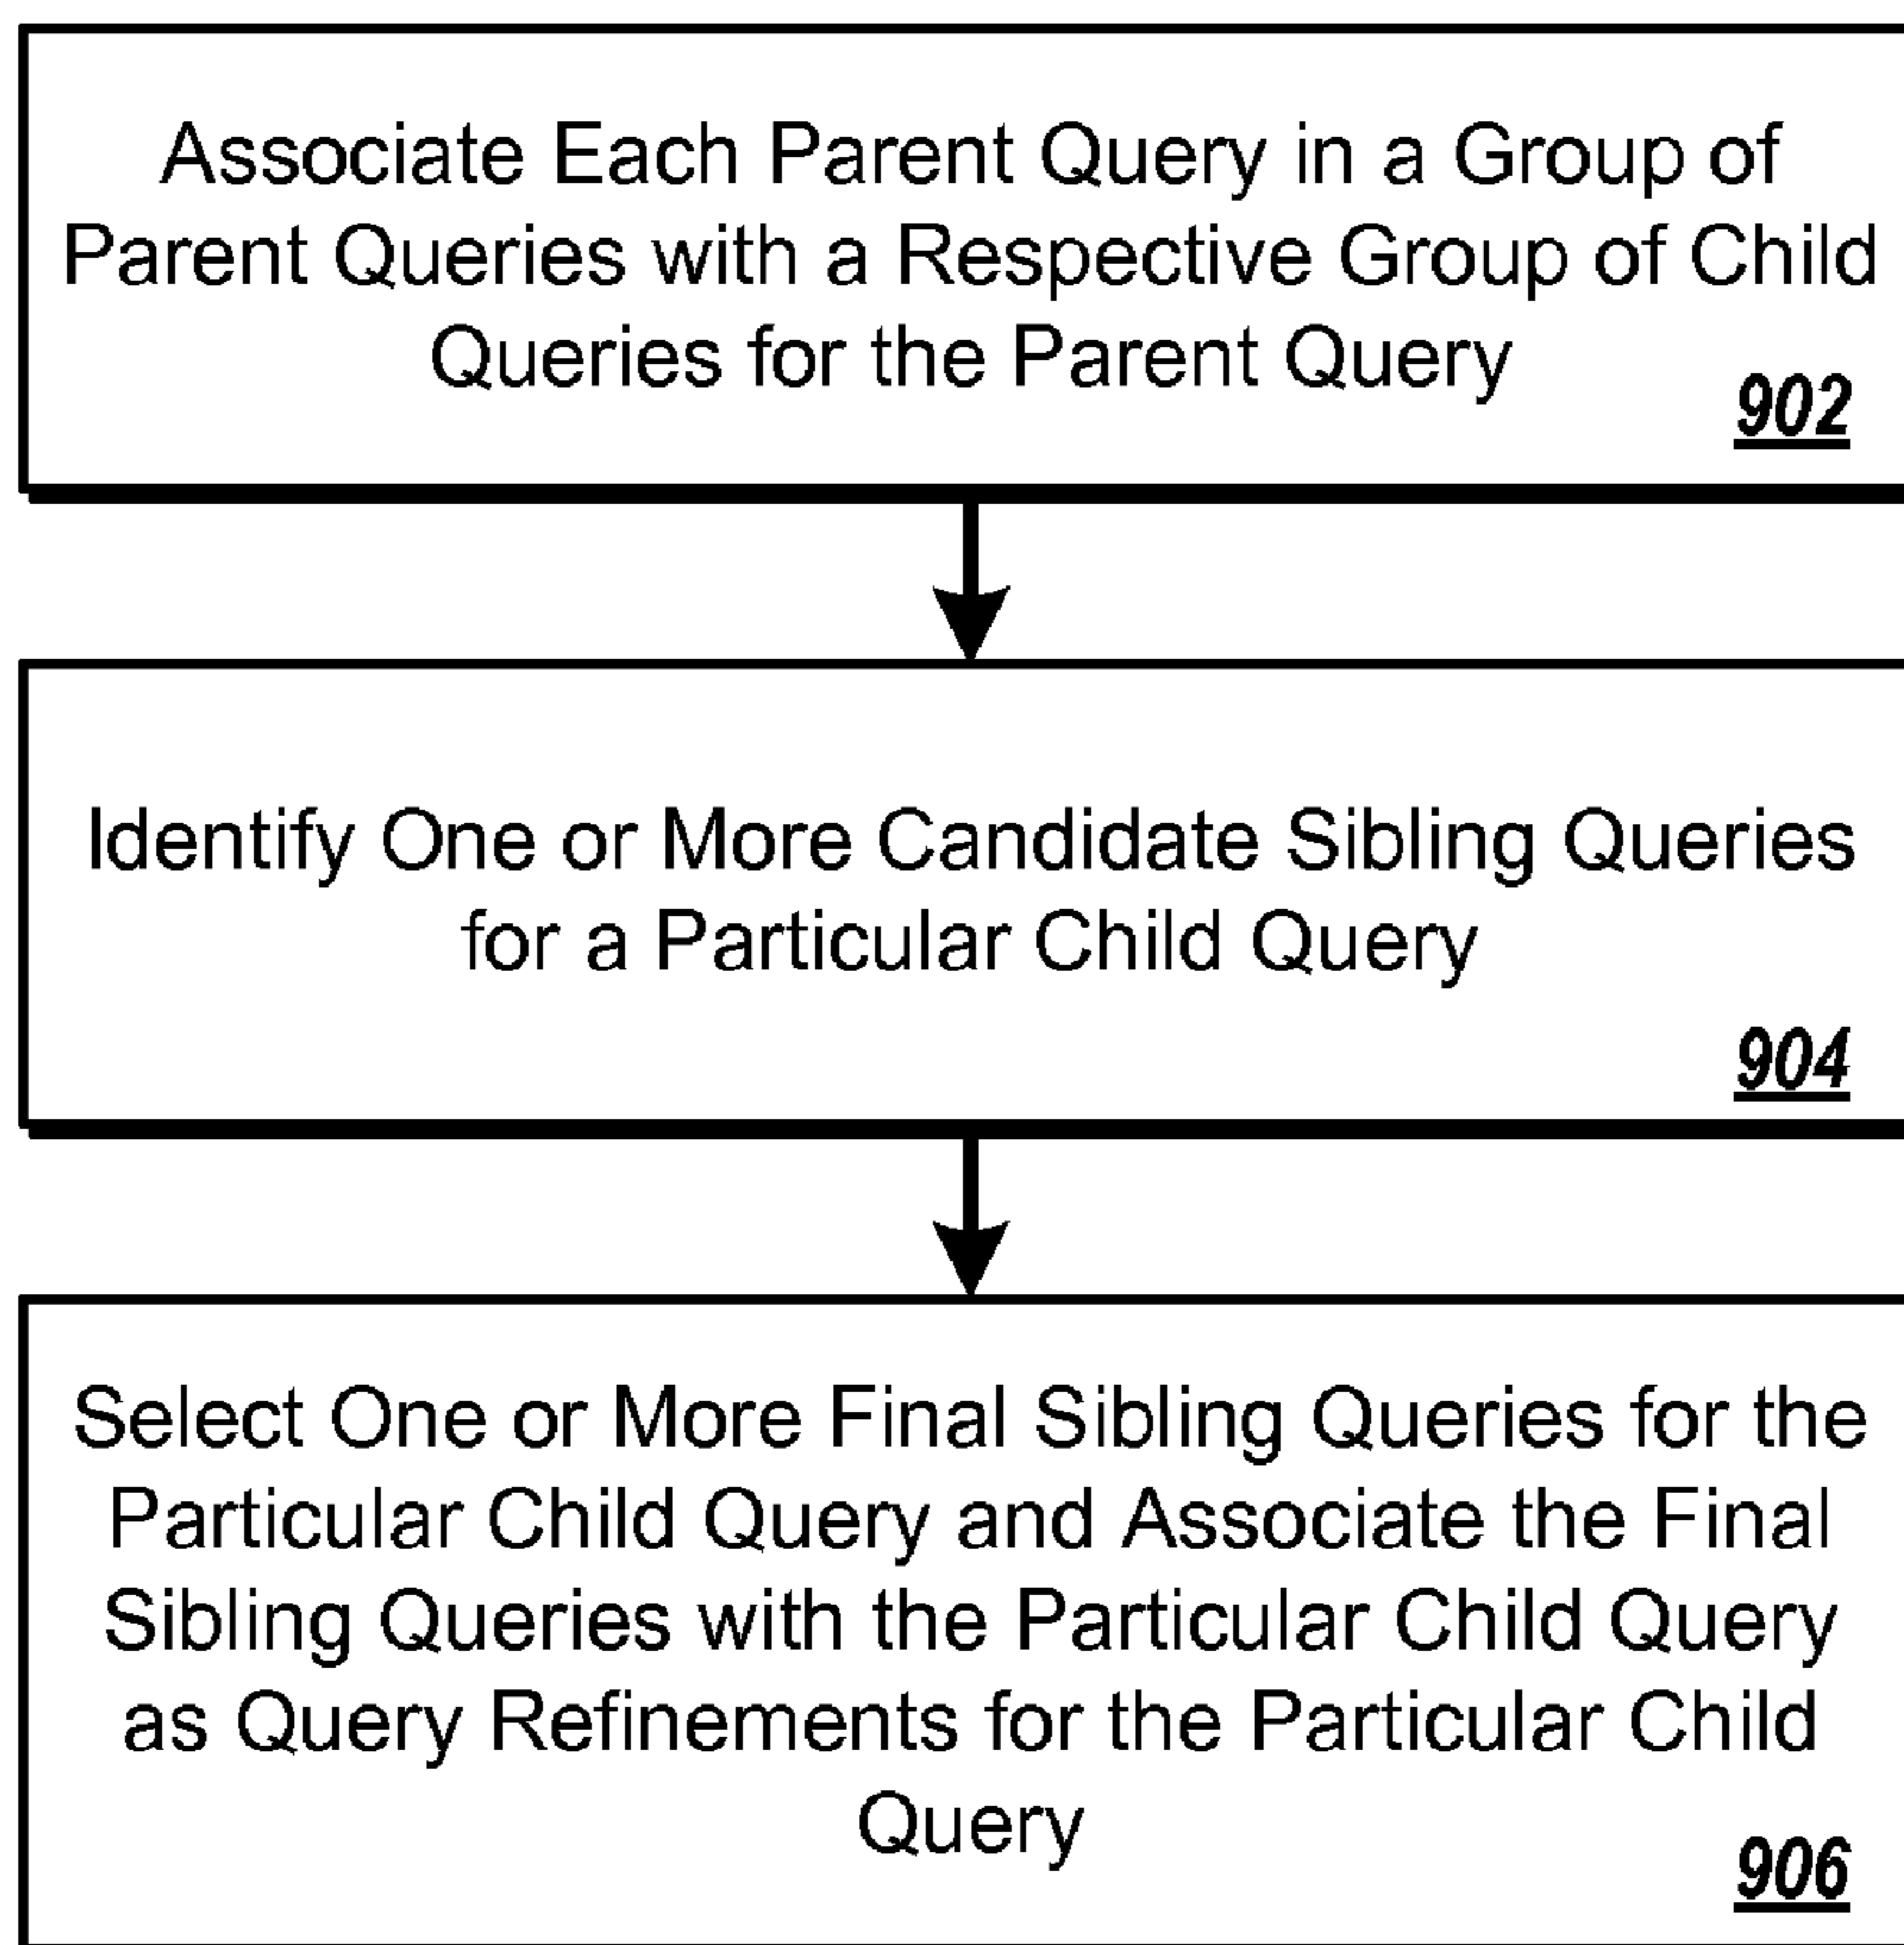 Associate Each Parent Query in a Group of
Parent Queries with a Respective Group of Child
Queries for the Parent Query
902
Identify One or More Candidate Sibling Queries
for a Particular Child Query
904
Select One or More Final Sibling Queries for the
Particular Child Query and Associate the Final
Sibling Queries with the Particular Child Query
as Query Refinements for the Particular Child
Query
906